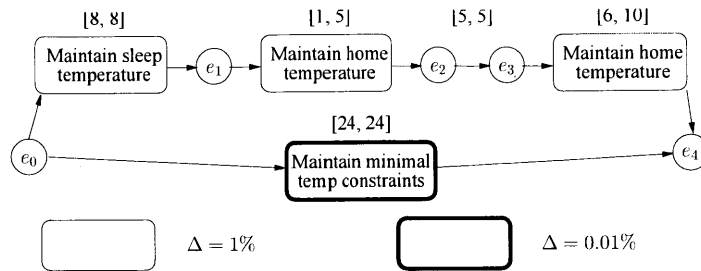 [8, 8] [1, 5] [5, 5] [6, 10]
Maintain sleep temperature
e₁
Maintain home temperature
e₂
e₃
Maintain home temperature
[24, 24]
e₀
Maintain minimal temp constraints
e₄
Δ = 1%
Δ = 0.01%